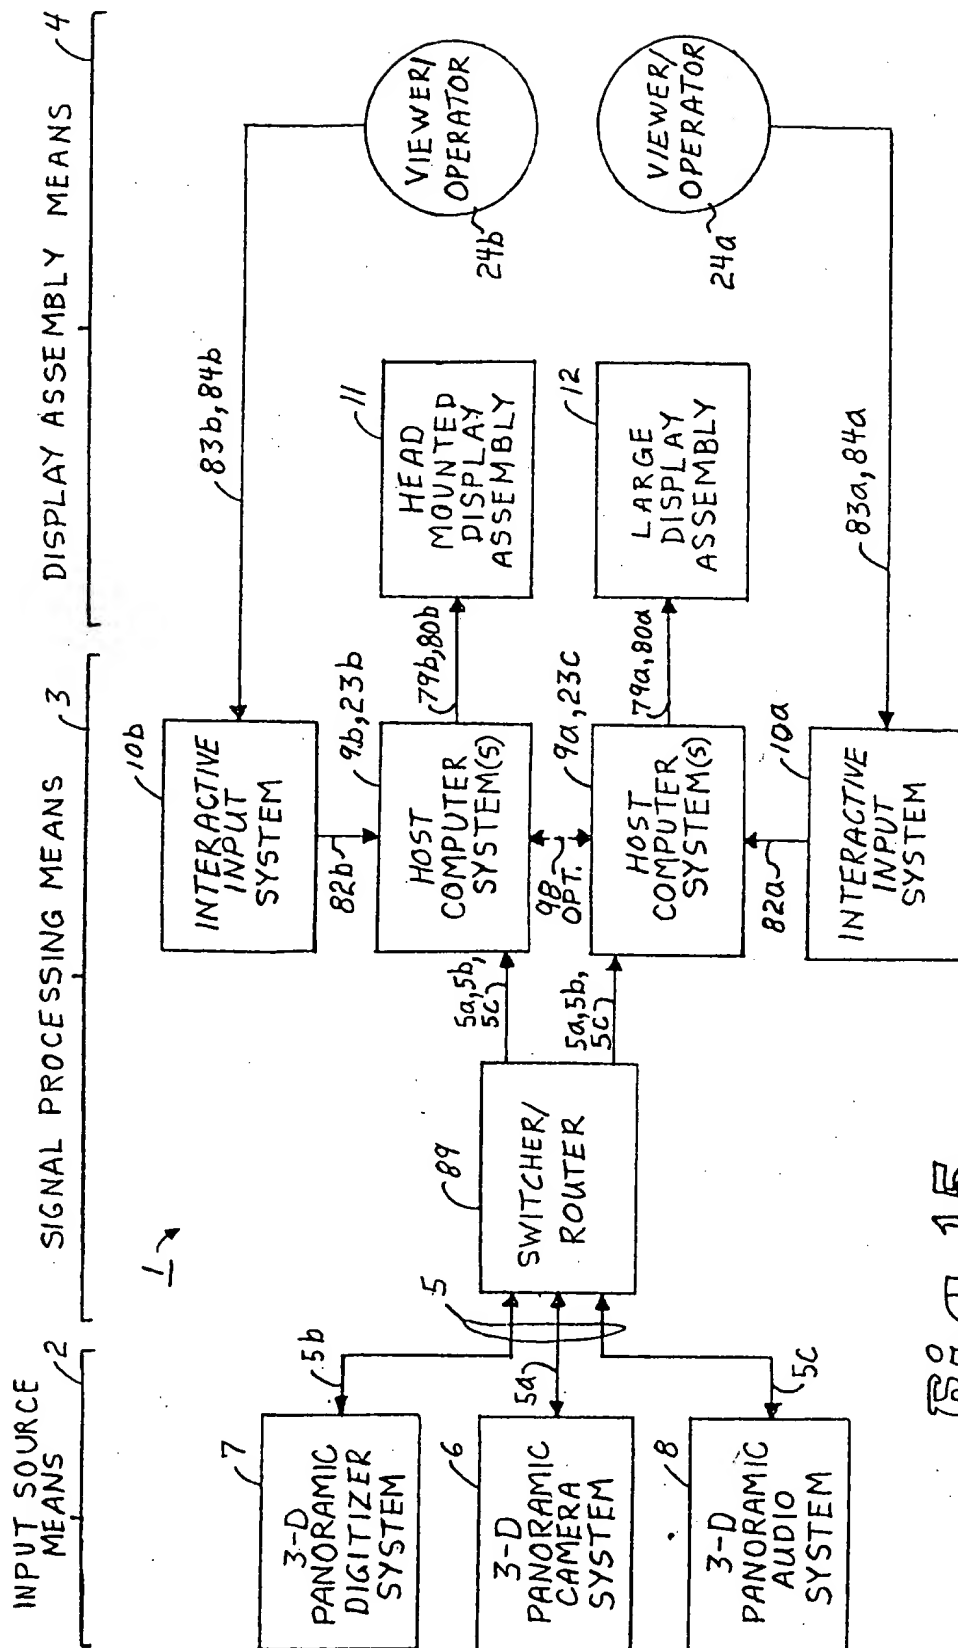 INPUT SOURCE
MEANS
2
SIGNAL PROCESSING MEANS
3
DISPLAY ASSEMBLY MEANS
4
1
7
3-D
PANORAMIC
DIGITIZER
SYSTEM
5b
6
3-D
PANORAMIC
CAMERA
SYSTEM
5a
8
3-D
PANORAMIC
AUDIO
SYSTEM
5c
5
89
SWITCHER/
ROUTER
5a, 5b,
5c
5a, 5b,
5c
10b
INTERACTIVE
INPUT
SYSTEM
82b
9b, 23b
HOST
COMPUTER
SYSTEM(S)
9B
OPT.
9a, 23c
HOST
COMPUTER
SYSTEM(S)
82a
10a
INTERACTIVE
INPUT
SYSTEM
83b, 84b
79b, 80b
11
HEAD
MOUNTED
DISPLAY
ASSEMBLY
79a, 80a
12
LARGE
DISPLAY
ASSEMBLY
83a, 84a
VIEWER/
OPERATOR
24b
VIEWER/
OPERATOR
24a